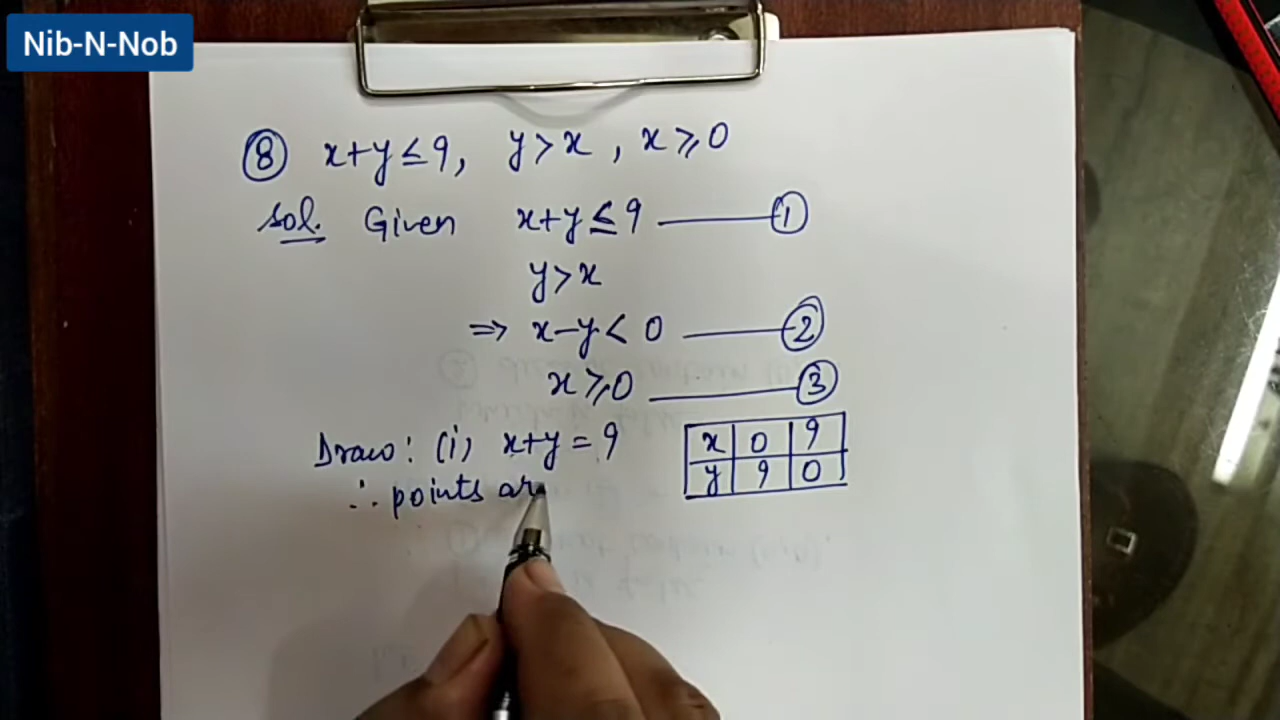 Nib-N-Nob
⑧ x+y≤9, y>x, x≥0
Sol. Given x+y≤9 ——— ①
y>x
⇒ x-y<0 ——— ②
x≥0 ——— ③
Draw: (i) x+y=9
x 0 9
y 9 0
∴ points are